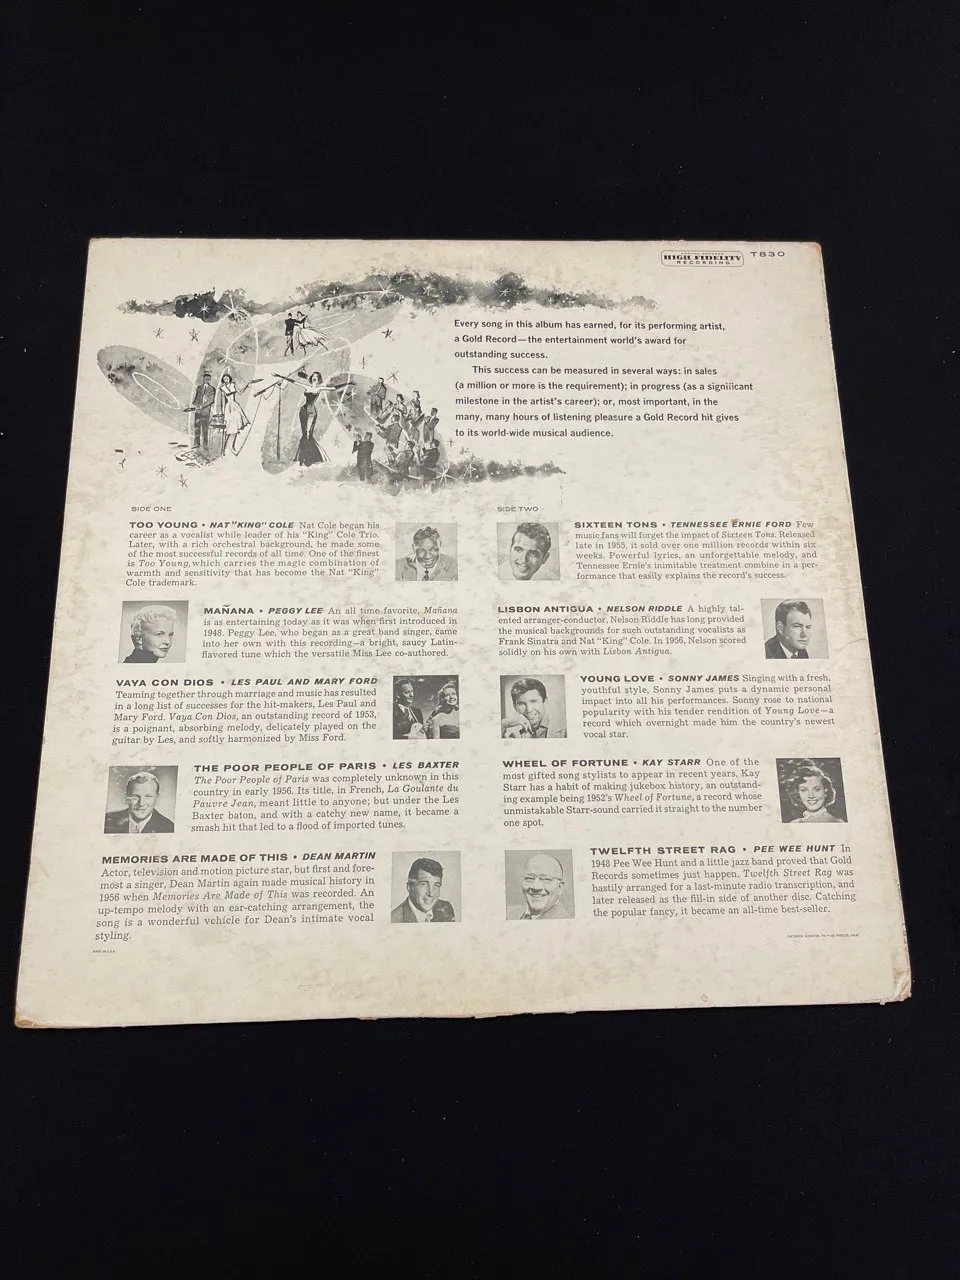 HIGH FIDELITY
RECORDING
T830
Every song in this album has earned, for its performing artist,
a Gold Record—the entertainment world's award for
outstanding success.
This success can be measured in several ways: in sales
(a million or more is the requirement); in progress (as a significant
milestone in the artist's career); or, most important, in the
many, many hours of listening pleasure a Gold Record hit gives
to its world-wide musical audience.
SIDE ONE
TOO YOUNG • NAT "KING" COLE Nat Cole began his
career as a vocalist while leader of his "King" Cole Trio.
Later, with a rich orchestral background, he made some
of the most successful records of all time. One of the finest
is Too Young, which carries the magic combination of
warmth and sensitivity that has become the Nat "King"
Cole trademark.
MAÑANA • PEGGY LEE An all time favorite, Mañana
is as entertaining today as it was when first introduced in
1948. Peggy Lee, who began as a great band singer, came
into her own with this recording—a bright, saucy Latin-
flavored tune which the versatile Miss Lee co-authored.
VAYA CON DIOS • LES PAUL AND MARY FORD
Teaming together through marriage and music has resulted
in a long list of successes for the hit-makers, Les Paul and
Mary Ford. Vaya Con Dios, an outstanding record of 1953,
is a poignant, absorbing melody, delicately played on the
guitar by Les, and softly harmonized by Miss Ford.
THE POOR PEOPLE OF PARIS • LES BAXTER
The Poor People of Paris was completely unknown in this
country in early 1956. Its title, in French, La Goulante du
Pauvre Jean, meant little to anyone; but under the Les
Baxter baton, and with a catchy new name, it became a
smash hit that led to a flood of imported tunes.
MEMORIES ARE MADE OF THIS • DEAN MARTIN
Actor, television and motion picture star, but first and fore-
most a singer, Dean Martin again made musical history in
1956 when Memories Are Made of This was recorded. An
up-tempo melody with an ear-catching arrangement, the
song is a wonderful vehicle for Dean's intimate vocal
styling.
MADE IN U.S.A.
SIDE TWO
SIXTEEN TONS • TENNESSEE ERNIE FORD Few
music fans will forget the impact of Sixteen Tons. Released
late in 1955, it sold over one million records within six
weeks. Powerful lyrics, an unforgettable melody, and
Tennessee Ernie's inimitable treatment combine in a per-
formance that easily explains the record's success.
LISBON ANTIGUA • NELSON RIDDLE A highly tal-
ented arranger-conductor, Nelson Riddle has long provided
the musical backgrounds for such outstanding vocalists as
Frank Sinatra and Nat "King" Cole. In 1956, Nelson scored
solidly on his own with Lisbon Antigua.
YOUNG LOVE • SONNY JAMES Singing with a fresh,
youthful style, Sonny James puts a dynamic personal
impact into all his performances. Sonny rose to national
popularity with his tender rendition of Young Love—a
record which overnight made him the country's newest
vocal star.
WHEEL OF FORTUNE • KAY STARR One of the
most gifted song stylists to appear in recent years, Kay
Starr has a habit of making jukebox history, an outstand-
ing example being 1952's Wheel of Fortune, a record whose
unmistakable Starr-sound carried it straight to the number
one spot.
TWELFTH STREET RAG • PEE WEE HUNT In
1948 Pee Wee Hunt and a little jazz band proved that Gold
Records sometimes just happen. Twelfth Street Rag was
hastily arranged for a last-minute radio transcription, and
later released as the fill-in side of another disc. Catching
the popular fancy, it became an all-time best-seller.